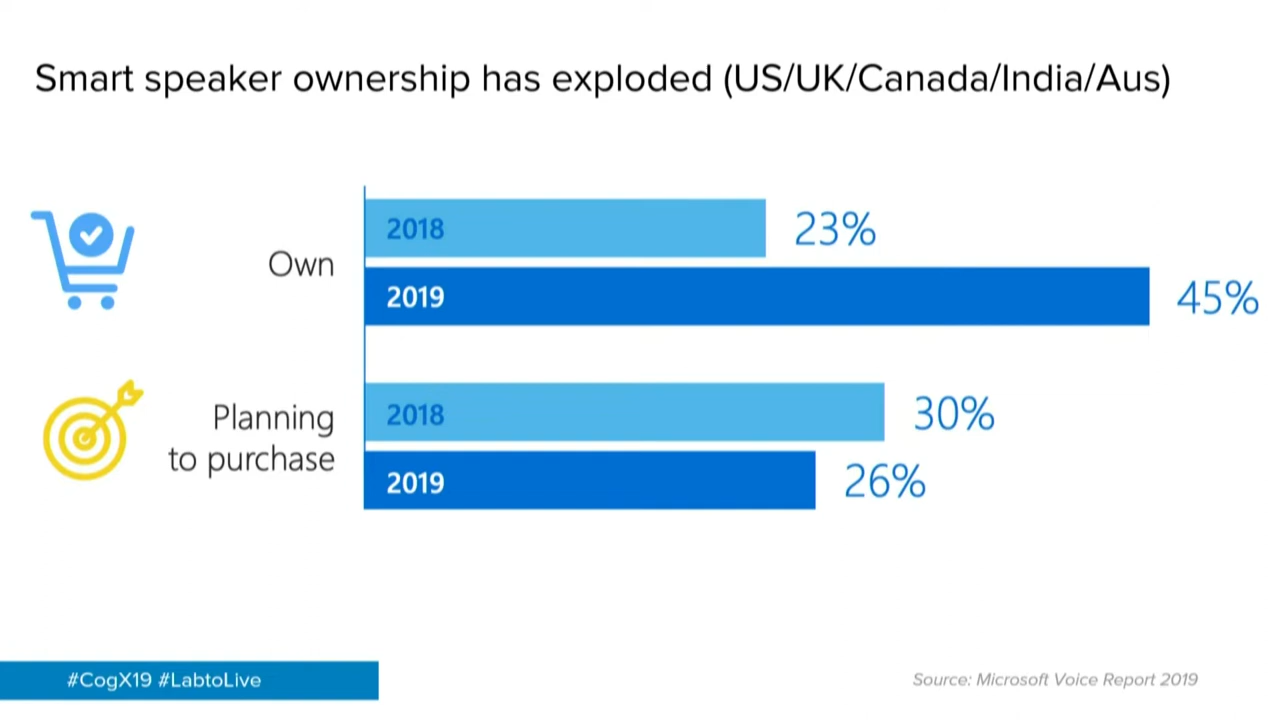 Smart speaker ownership has exploded (US/UK/Canada/India/Aus)
Own
2018
23%
2019
45%
Planning
to purchase
2018
30%
2019
26%
#CogX19 #LabtoLive
Source: Microsoft Voice Report 2019